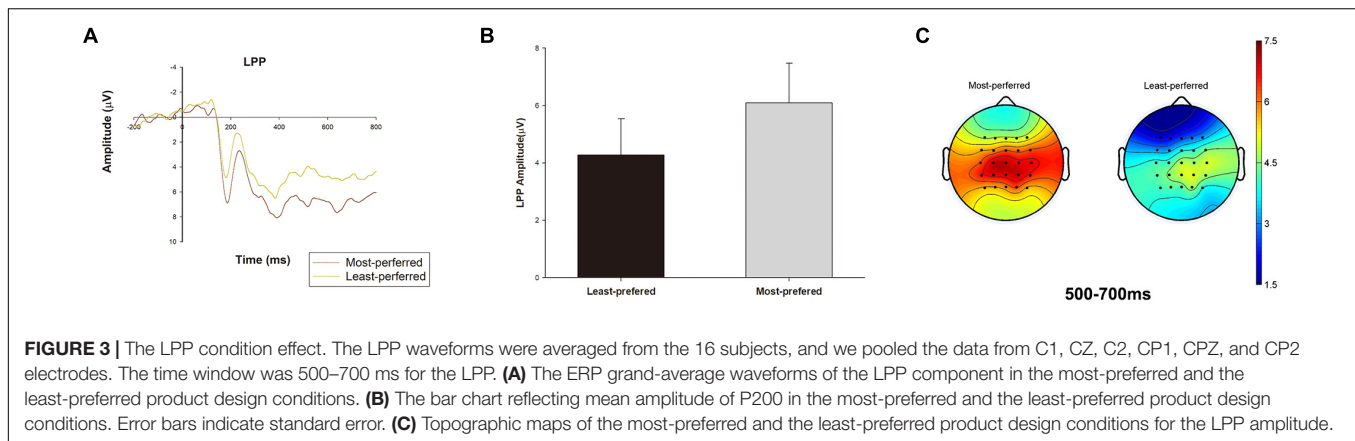 A
LPP
Amplitude (µV)
-4
-2
-200
0
200
400
600
800
2
4
6
8
10
Time (ms)
Most-perferred
Least-perferred
B
LPP Amplitude(µV)
8
6
4
2
0
Least-prefered
Most-prefered
C
Most-preferred
Least-preferred
7.5
6
4.5
3
1.5
500-700ms
FIGURE 3 | The LPP condition effect. The LPP waveforms were averaged from the 16 subjects, and we pooled the data from C1, CZ, C2, CP1, CPZ, and CP2
electrodes. The time window was 500–700 ms for the LPP. (A) The ERP grand-average waveforms of the LPP component in the most-preferred and the
least-preferred product design conditions. (B) The bar chart reflecting mean amplitude of P200 in the most-preferred and the least-preferred product design
conditions. Error bars indicate standard error. (C) Topographic maps of the most-preferred and the least-preferred product design conditions for the LPP amplitude.